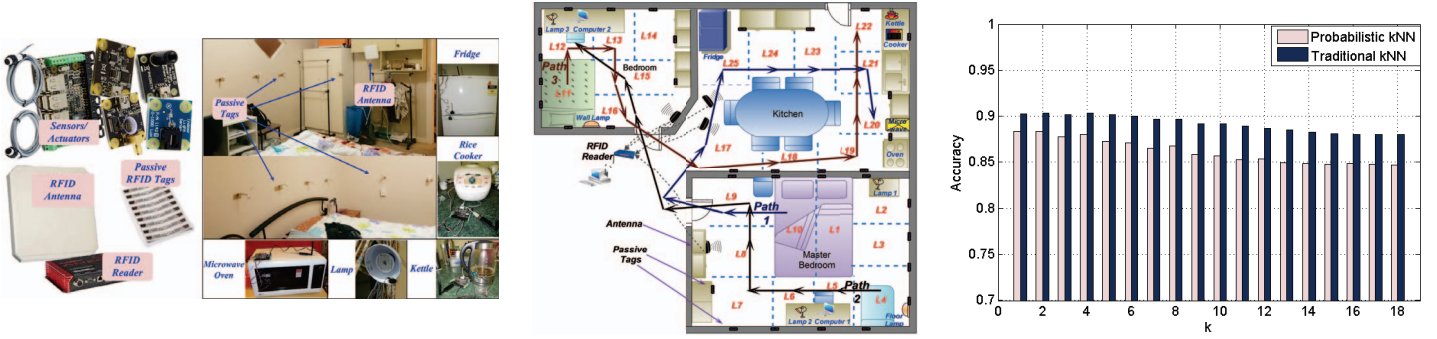 Sensors/
Actuators
RFID
Antenna
Passive
RFID Tags
RFID
Reader
Passive
Tags
RFID
Antenna
Fridge
Rice
Cooker
Microwave
Oven
Lamp
Kettle
Lamp 3 Computer 2
L12
L13
L14
Bedroom
Path
3
L11
L15
L16
Wall Lamp
Fridge
L25
L24
L23
L22
Kettle
Cooker
L21
Kitchen
L20
Micro
wave
Oven
L17
L18
L19
RFID
Reader
Antenna
Passive
Tags
L9
Path
1
L10
L1
Lamp 1
L2
L3
L8
Master
Bedroom
L7
L6
L5
Path
2
L4
Lamp 2 Computer 1
Floor
Lamp
Probabilistic kNN
Traditional kNN
Accuracy
1
0.95
0.9
0.85
0.8
0.75
0.7
0 2 4 6 8 10 12 14 16 18
k